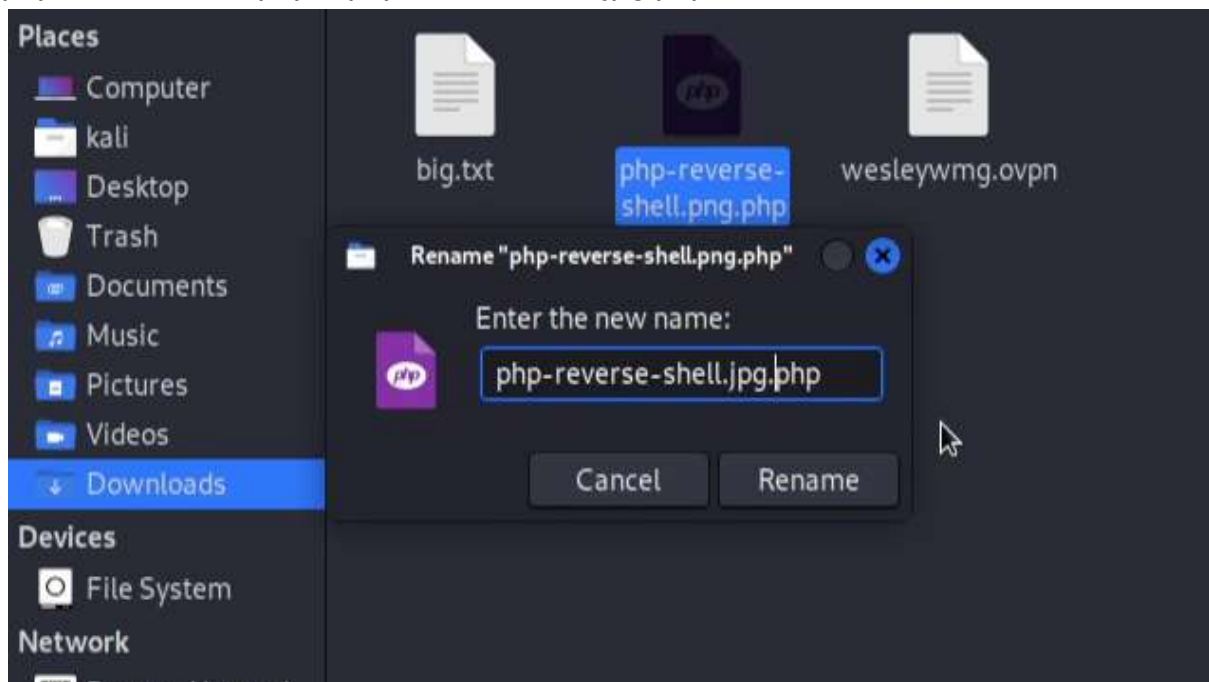 Places
Computer
kali
Desktop
Trash
Documents
Music
Pictures
Videos
Downloads
Devices
File System
Network
php
big.txt
php-reverse-
shell.png.php
wesleywmg.ovpn
Rename "php-reverse-shell.png.php"
Enter the new name:
php
php-reverse-shell.jpg.php
Cancel
Rename